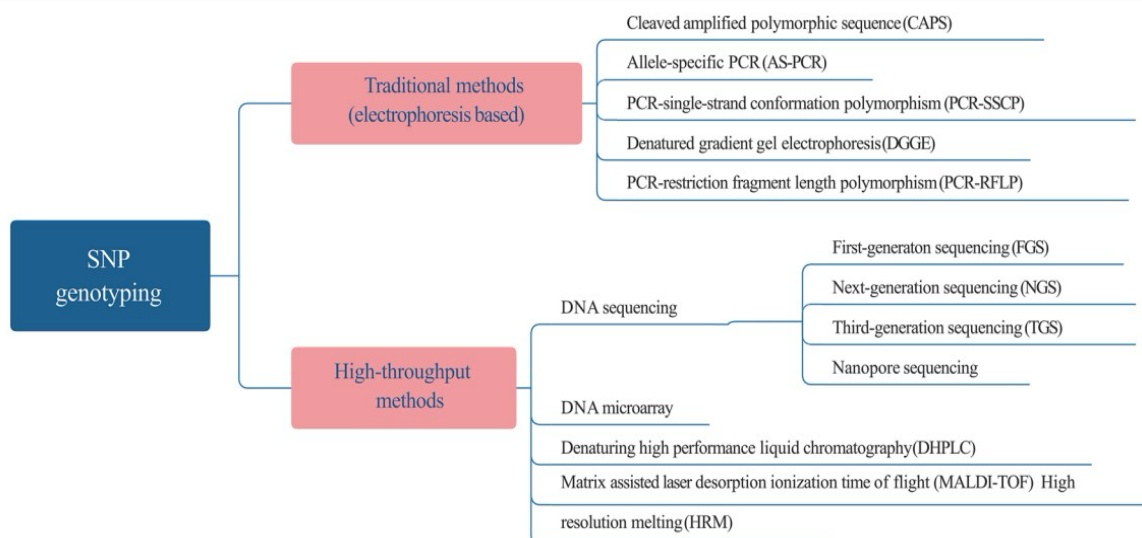 Cleaved amplified polymorphic sequence(CAPS)
Allele-specific PCR(AS-PCR)
Traditional methods
(electrophoresis based)
PCR-single-strand conformation polymorphism (PCR-SSCP)
Denatured gradient gel electrophoresis(DGGE)
PCR-restriction fragment length polymorphism(PCR-RFLP)
SNP
genotyping
First-generaton sequencing(FGS)
Next-generation sequencing(NGS)
DNA sequencing
Third-generation sequencing(TGS)
Nanopore sequencing
High-throughput
methods
DNA microarray
Denaturing high performance liquid chromatography(DHPLC)
Matrix assisted laser desorption ionization time of flight (MALDI-TOF) High
resolution melting(HRM)